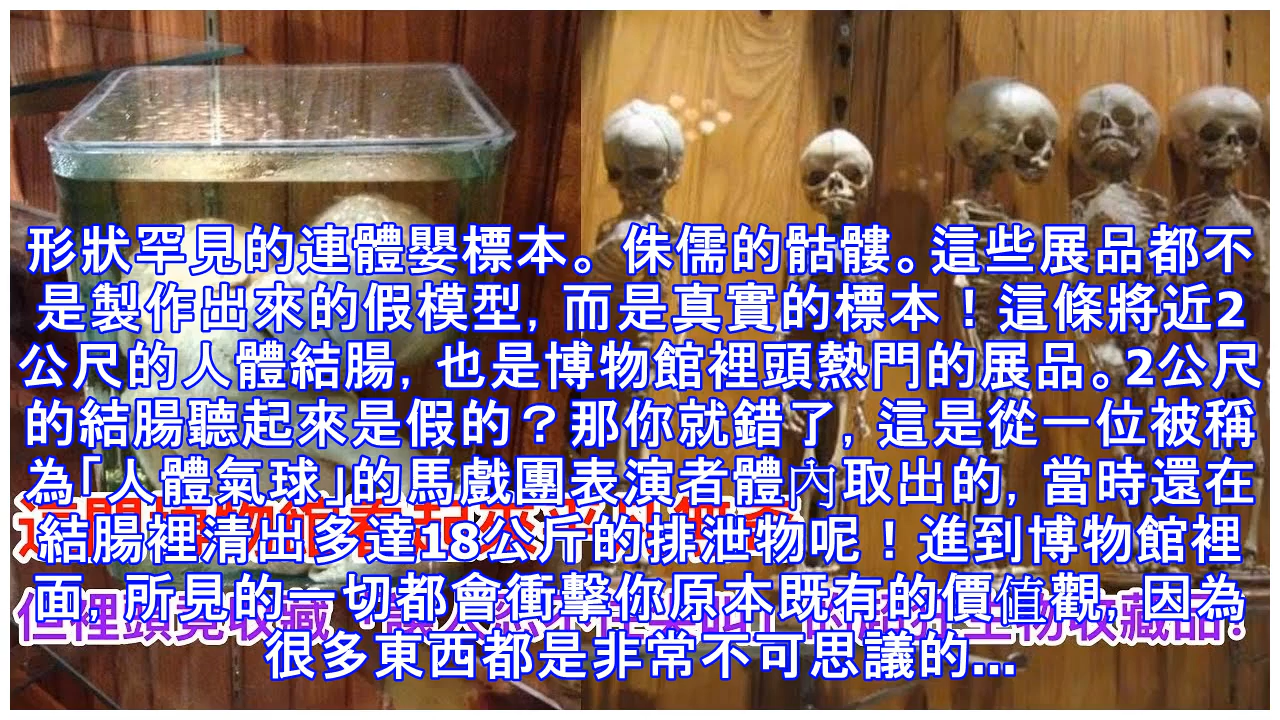 形狀罕見的連體嬰標本。侏儒的骷髏。這些展品都不
是製作出來的假模型，而是真實的標本！這條將近2
公尺的人體結腸，也是博物館裡頭熱門的展品。2公尺
的結腸聽起來是假的？那你就錯了，這是從一位被稱
為「人體氣球」的馬戲團表演者體內取出的，當時還在
結腸裡清出多達18公斤的排泄物呢！進到博物館裡
面，所見的一切都會衝擊你原本既有的價值觀，因為
很多東西都是非常不可思議的...